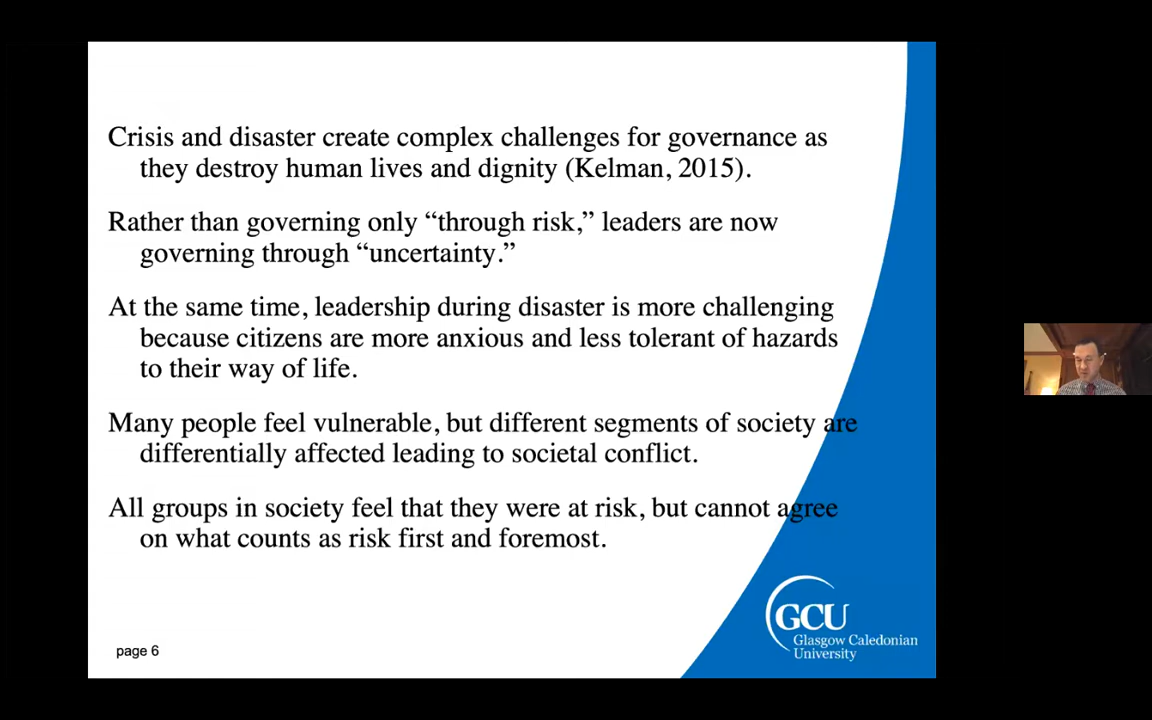 Crisis and disaster create complex challenges for governance as
they destroy human lives and dignity (Kelman, 2015).
Rather than governing only “through risk,” leaders are now
governing through “uncertainty.”
At the same time, leadership during disaster is more challenging
because citizens are more anxious and less tolerant of hazards
to their way of life.
Many people feel vulnerable, but different segments of society are
differentially affected leading to societal conflict.
All groups in society feel that they were at risk, but cannot agree
on what counts as risk first and foremost.
GCU
Glasgow Caledonian
University
page 6